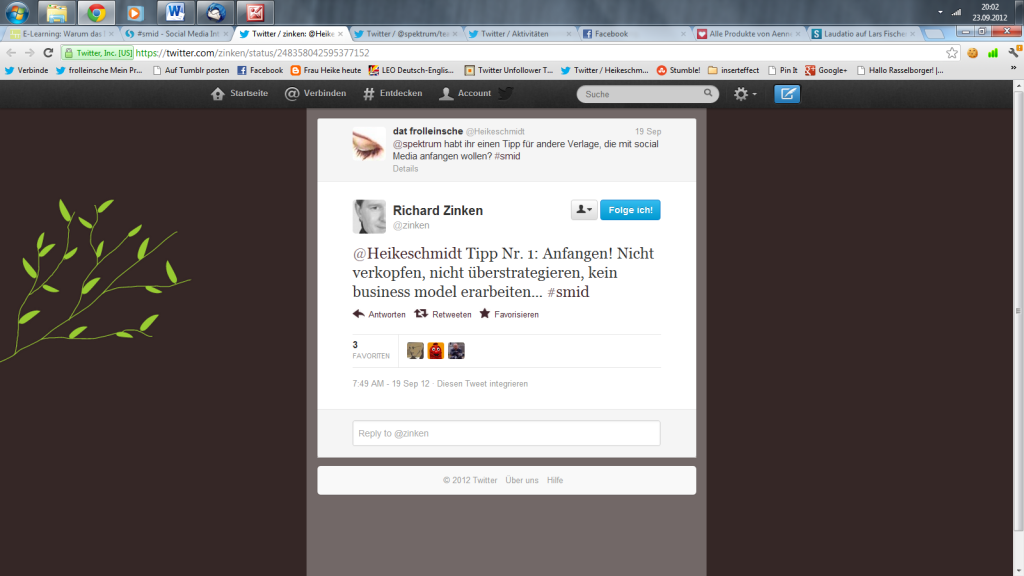 20:02
23.09.2012
E-Learning: Warum das
#smid - Social Media Int
Twitter / zinken: @Heike
Twitter / @spektrum/tea
Twitter / Aktivitäten
Facebook
Alle Produkte von Aenn
Laudatio auf Lars Fische
Twitter, Inc. [US]
https://twitter.com/zinken/status/248358042595377152
Verbinde
frolleinsche Mein Pr...
Auf Tumblr posten
Facebook
Frau Heike heute
LEO Deutsch-Englis...
Twitter Unfollower T...
Twitter / Heikeschm...
Stumble!
inserteffect
Pin It
Google+
Hallo Rasselborger! |...
Startseite
Verbinden
Entdecken
Account
Suche
dat frolleinsche @Heikeschmidt
19 Sep
@spektrum habt ihr einen Tipp für andere Verlage, die mit social
Media anfangen wollen? #smid
Details
Richard Zinken
@zinken
Folge ich!
@Heikeschmidt Tipp Nr. 1: Anfangen! Nicht
verkopfen, nicht überstrategieren, kein
business model erarbeiten... #smid
Antworten
Retweeten
Favorisieren
3
FAVORITEN
7:49 AM - 19 Sep 12 · Diesen Tweet integrieren
Reply to @zinken
© 2012 Twitter Über uns Hilfe